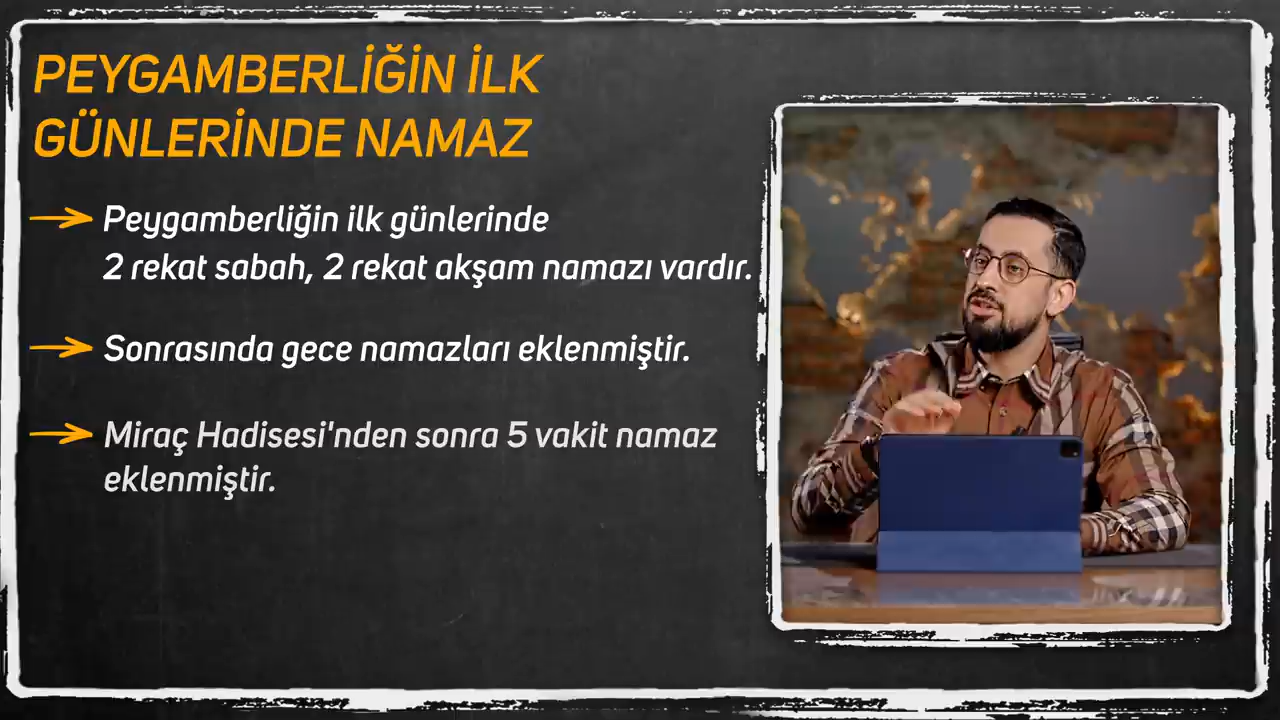 PEYGAMBERLİĞİN İLK
GÜNLERİNDE NAMAZ
Peygamberliğin ilk günlerinde
2 rekat sabah, 2 rekat akşam namazı vardır.
Sonrasında gece namazları eklenmiştir.
Miraç Hadisesi'nden sonra 5 vakit namaz
eklenmiştir.